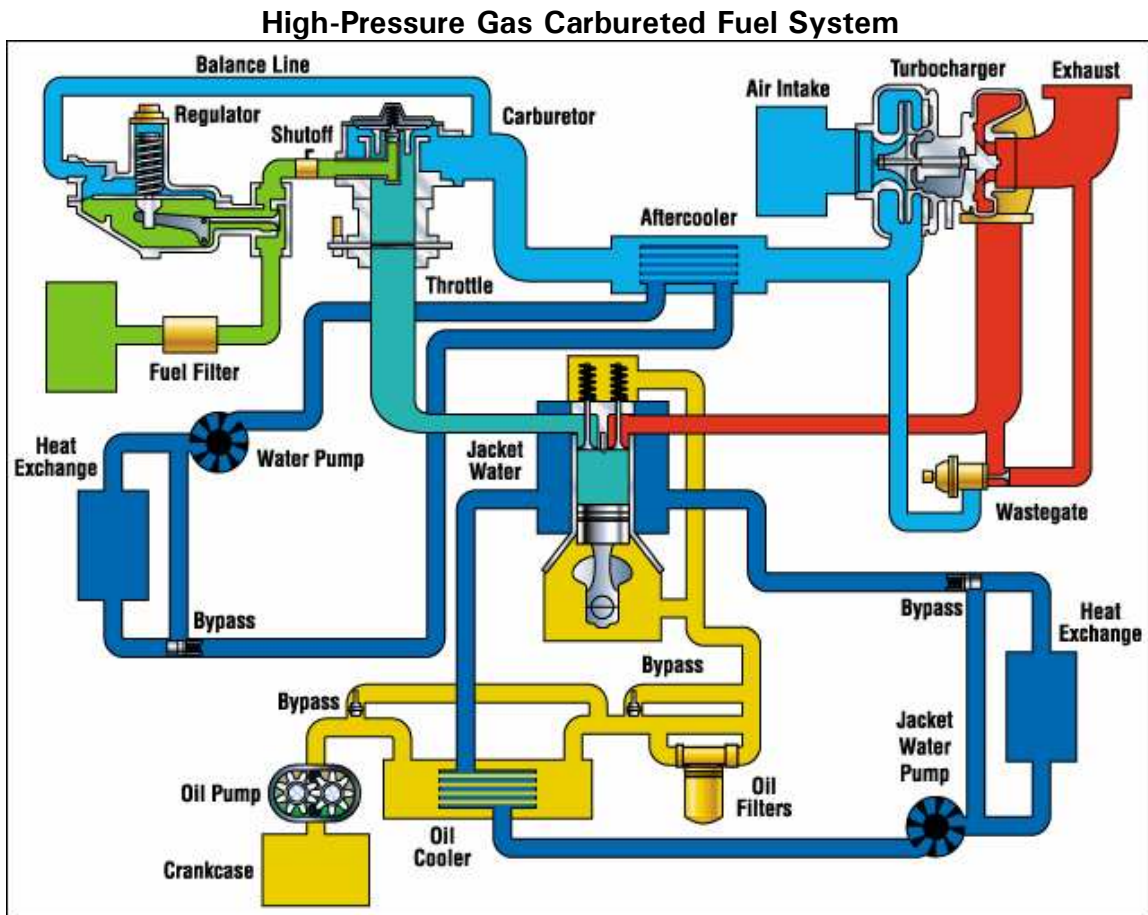 High-Pressure Gas Carbureted Fuel System
Balance Line
Regulator
Shutoff
Carburetor
Air Intake
Turbocharger
Exhaust
Aftercooler
Throttle
Fuel Filter
Heat
Exchange
Water Pump
Jacket
Water
Wastegate
Bypass
Bypass
Heat
Exchange
Bypass
Bypass
Jacket
Water
Pump
Oil Pump
Oil
Filters
Oil
Cooler
Crankcase